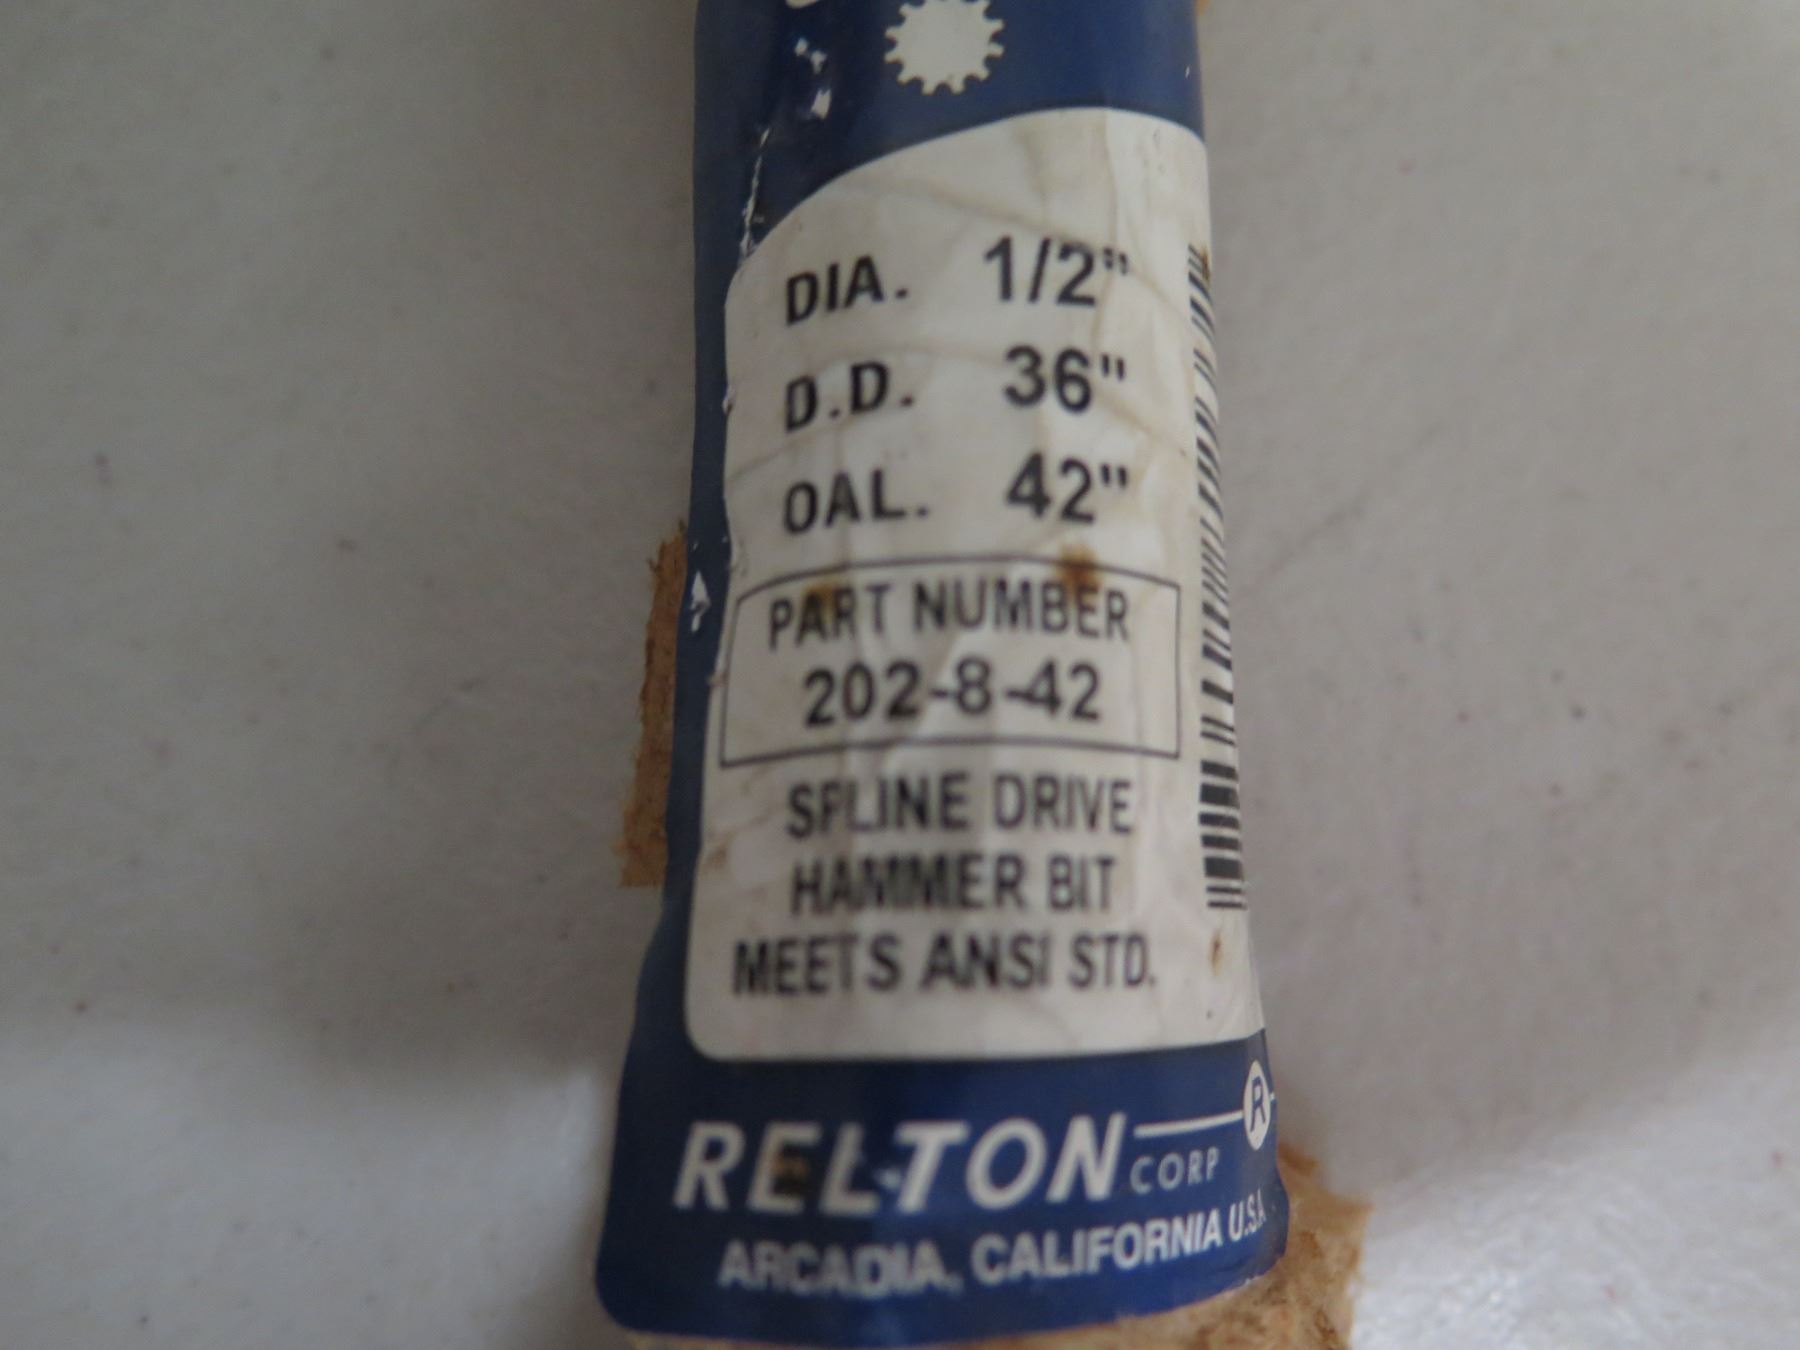 DIA. 1/2"
D.D. 36"
OAL. 42"
PART NUMBER
202-8-42
SPLINE DRIVE
HAMMER BIT
MEETS ANSI STD.
RELTON CORP ®
ARCADIA, CALIFORNIA U.S.A